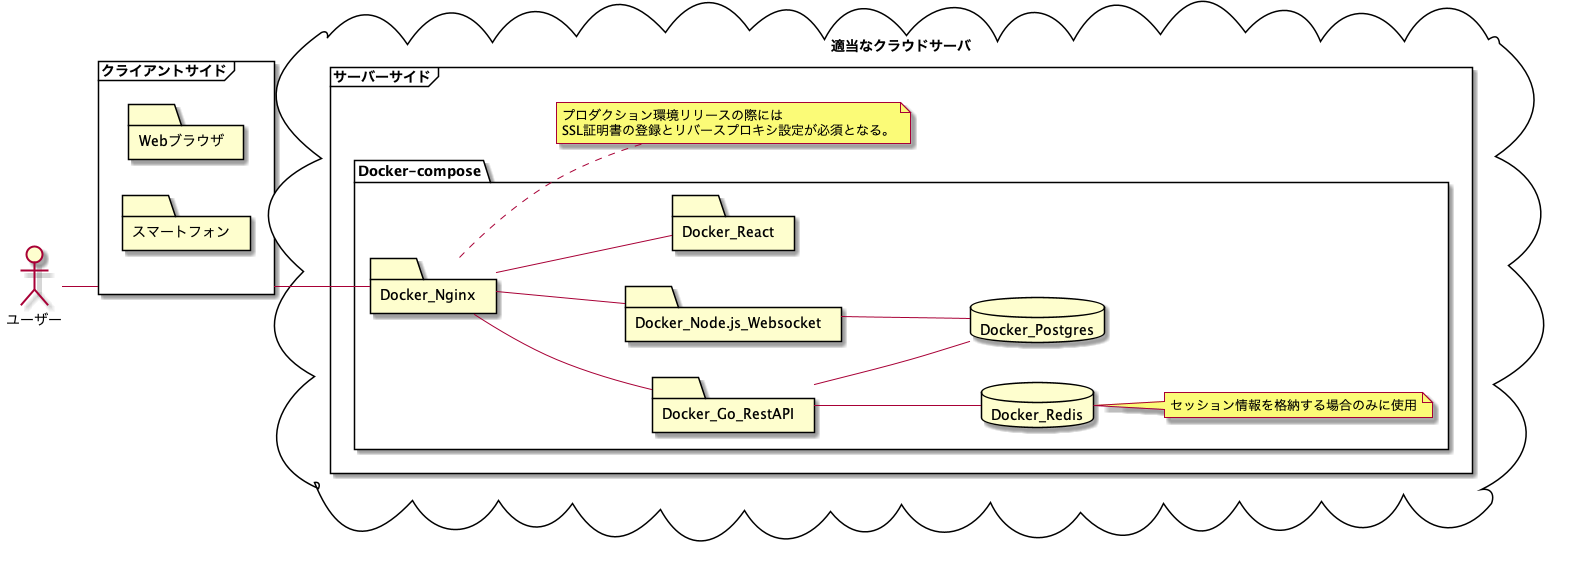 適当なクラウドサーバ
クライアントサイド
サーバーサイド
Webブラウザ
スマートフォン
ユーザー
プロダクション環境リリースの際には
SSL証明書の登録とリバースプロキシ設定が必須となる。
Docker-compose
Docker_React
Docker_Nginx
Docker_Node.js_Websocket
Docker_Postgres
Docker_Go_RestAPI
Docker_Redis
セッション情報を格納する場合のみに使用